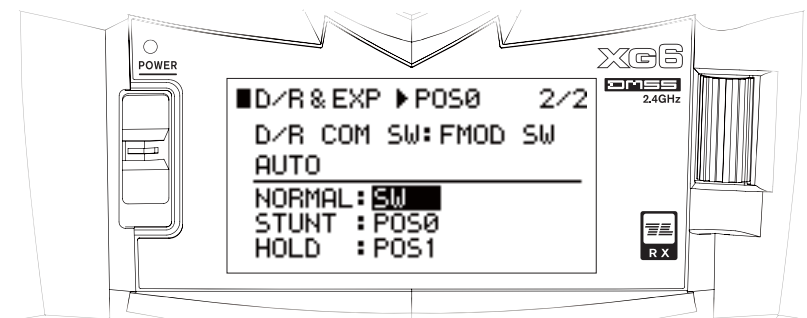 POWER
XG6
DMSS
2.4GHz
D/R & EXP ▶POS0 2/2
D/R COM SW:FMOD SW
AUTO
NORMAL:SW
STUNT :POS0
HOLD :POS1
RX